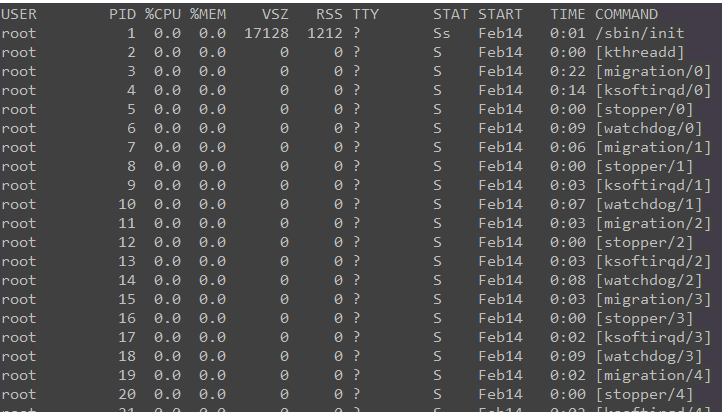 USER       PID %CPU %MEM    VSZ   RSS TTY      STAT START   TIME COMMAND
root         1  0.0  0.0  17128  1212 ?        Ss   Feb14   0:01 /sbin/init
root         2  0.0  0.0      0     0 ?        S    Feb14   0:00 [kthreadd]
root         3  0.0  0.0      0     0 ?        S    Feb14   0:22 [migration/0]
root         4  0.0  0.0      0     0 ?        S    Feb14   0:14 [ksoftirqd/0]
root         5  0.0  0.0      0     0 ?        S    Feb14   0:00 [stopper/0]
root         6  0.0  0.0      0     0 ?        S    Feb14   0:09 [watchdog/0]
root         7  0.0  0.0      0     0 ?        S    Feb14   0:06 [migration/1]
root         8  0.0  0.0      0     0 ?        S    Feb14   0:00 [stopper/1]
root         9  0.0  0.0      0     0 ?        S    Feb14   0:03 [ksoftirqd/1]
root        10  0.0  0.0      0     0 ?        S    Feb14   0:07 [watchdog/1]
root        11  0.0  0.0      0     0 ?        S    Feb14   0:03 [migration/2]
root        12  0.0  0.0      0     0 ?        S    Feb14   0:00 [stopper/2]
root        13  0.0  0.0      0     0 ?        S    Feb14   0:03 [ksoftirqd/2]
root        14  0.0  0.0      0     0 ?        S    Feb14   0:08 [watchdog/2]
root        15  0.0  0.0      0     0 ?        S    Feb14   0:03 [migration/3]
root        16  0.0  0.0      0     0 ?        S    Feb14   0:00 [stopper/3]
root        17  0.0  0.0      0     0 ?        S    Feb14   0:02 [ksoftirqd/3]
root        18  0.0  0.0      0     0 ?        S    Feb14   0:09 [watchdog/3]
root        19  0.0  0.0      0     0 ?        S    Feb14   0:02 [migration/4]
root        20  0.0  0.0      0     0 ?        S    Feb14   0:00 [stopper/4]